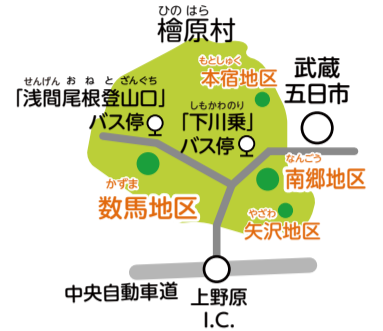 ひの はら
檜原村
もとしゅく
本宿地区
武蔵
五日市
せんげん お ね と ざんぐち
「浅間尾根登山口」
バス停
しもかわのり
「下川乗」
バス停
なんごう
南郷地区
かずま
数馬地区
やざわ
矢沢地区
中央自動車道
上野原
I.C.